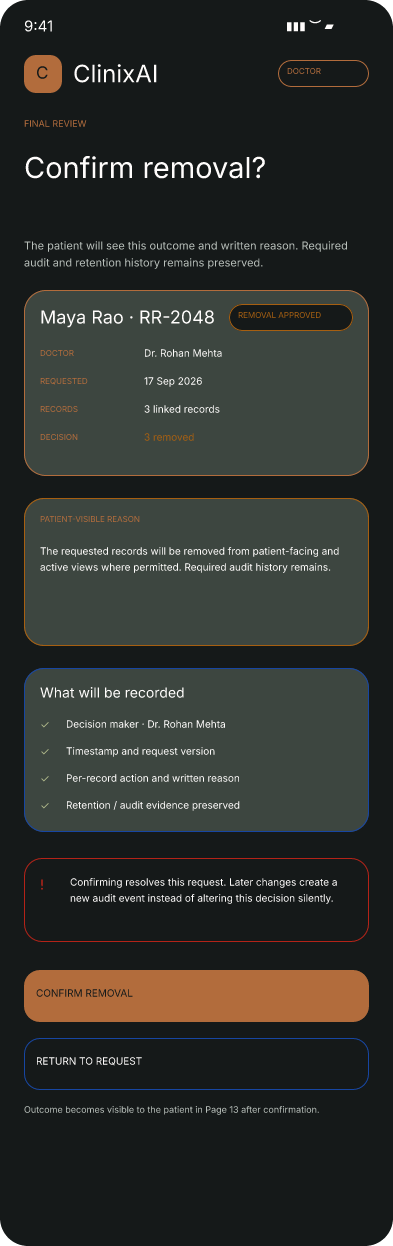 9:41
C ClinixAI DOCTOR
FINAL REVIEW
Confirm removal?
The patient will see this outcome and written reason. Required
audit and retention history remains preserved.
Maya Rao · RR-2048 REMOVAL APPROVED
DOCTOR Dr. Rohan Mehta
REQUESTED 17 Sep 2026
RECORDS 3 linked records
DECISION 3 removed
PATIENT-VISIBLE REASON
The requested records will be removed from patient-facing and
active views where permitted. Required audit history remains.
What will be recorded
✓ Decision maker · Dr. Rohan Mehta
✓ Timestamp and request version
✓ Per-record action and written reason
✓ Retention / audit evidence preserved
! Confirming resolves this request. Later changes create a
new audit event instead of altering this decision silently.
CONFIRM REMOVAL
RETURN TO REQUEST
Outcome becomes visible to the patient in Page 13 after confirmation.